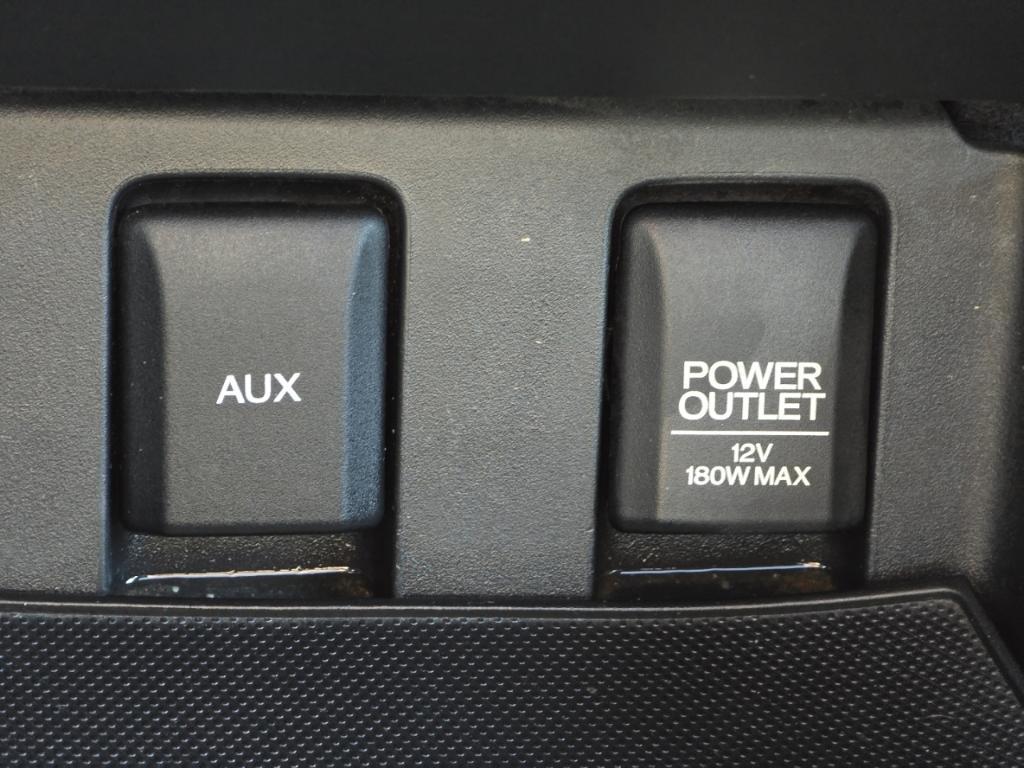 AUX
POWER
OUTLET
12V
180W MAX